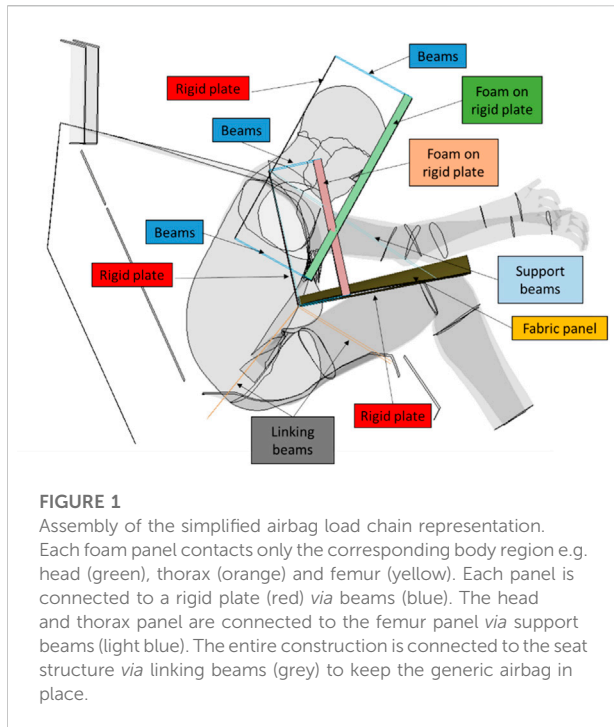 Beams
Rigid plate
Foam on
rigid plate
Beams
Foam on
rigid plate
Beams
Rigid plate
Support
beams
Fabric panel
Rigid plate
Linking
beams
FIGURE 1
Assembly of the simplified airbag load chain representation.
Each foam panel contacts only the corresponding body region e.g.
head (green), thorax (orange) and femur (yellow). Each panel is
connected to a rigid plate (red) via beams (blue). The head
and thorax panel are connected to the femur panel via support
beams (light blue). The entire construction is connected to the seat
structure via linking beams (grey) to keep the generic airbag in
place.